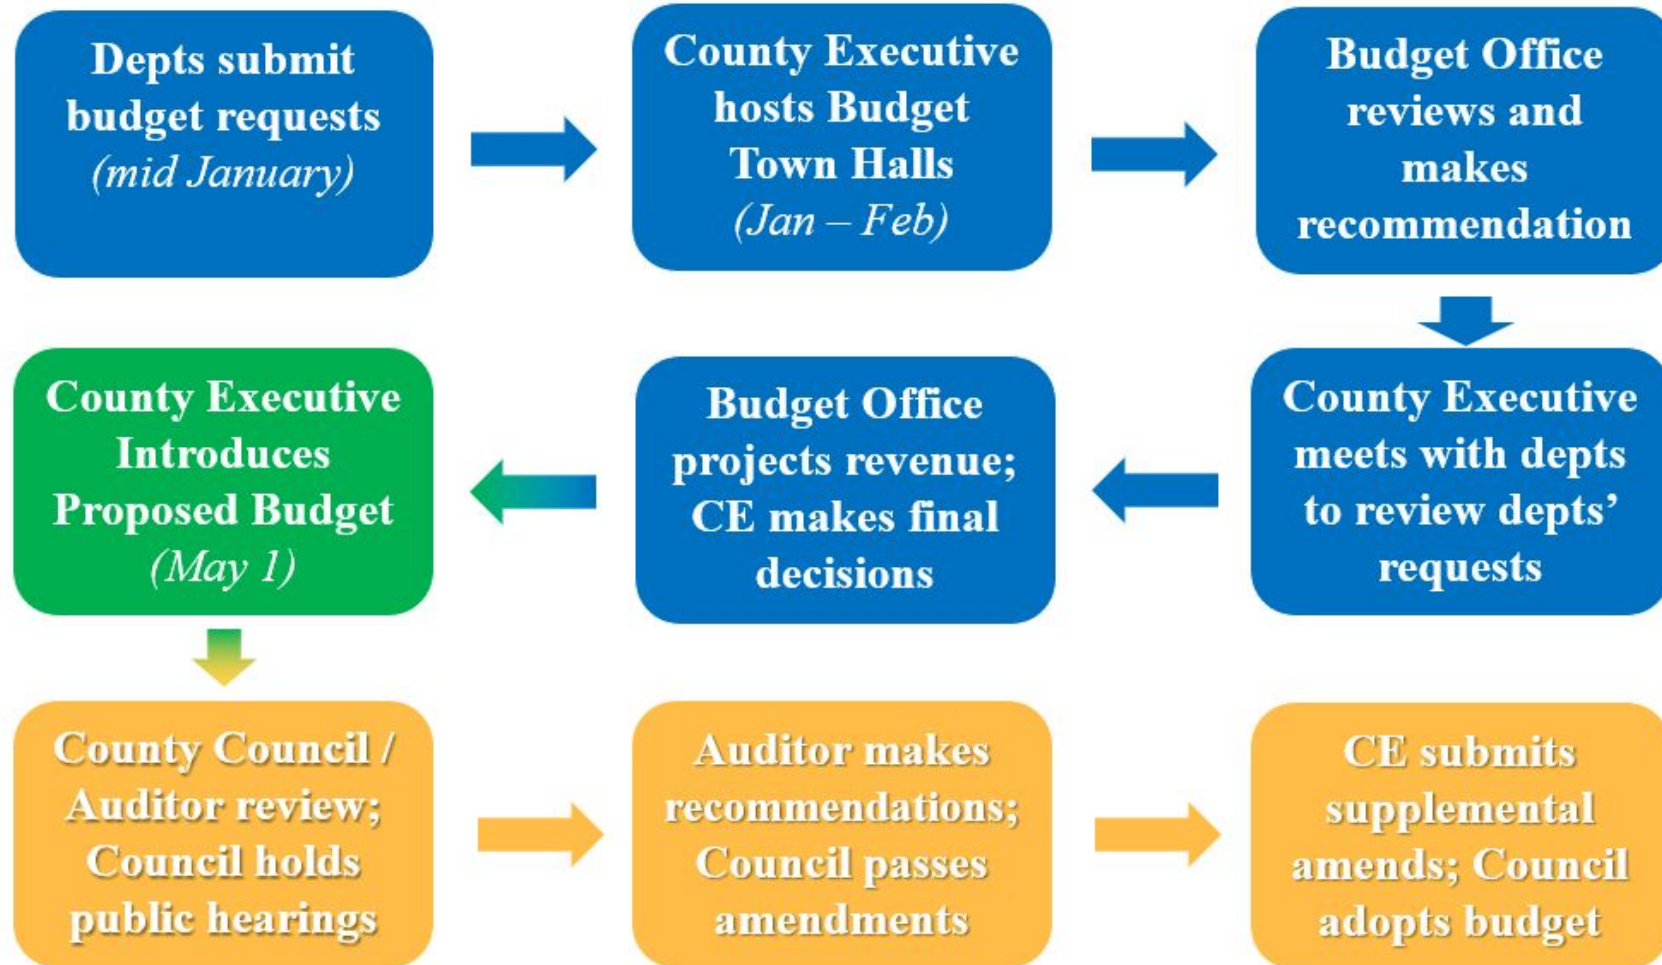 Depts submit
budget requests
(mid January)
County Executive
hosts Budget
Town Halls
(Jan – Feb)
Budget Office
reviews and
makes
recommendation
County Executive
meets with depts
to review depts’
requests
Budget Office
projects revenue;
CE makes final
decisions
County Executive
Introduces
Proposed Budget
(May 1)
County Council /
Auditor review;
Council holds
public hearings
Auditor makes
recommendations;
Council passes
amendments
CE submits
supplemental
amends; Council
adopts budget